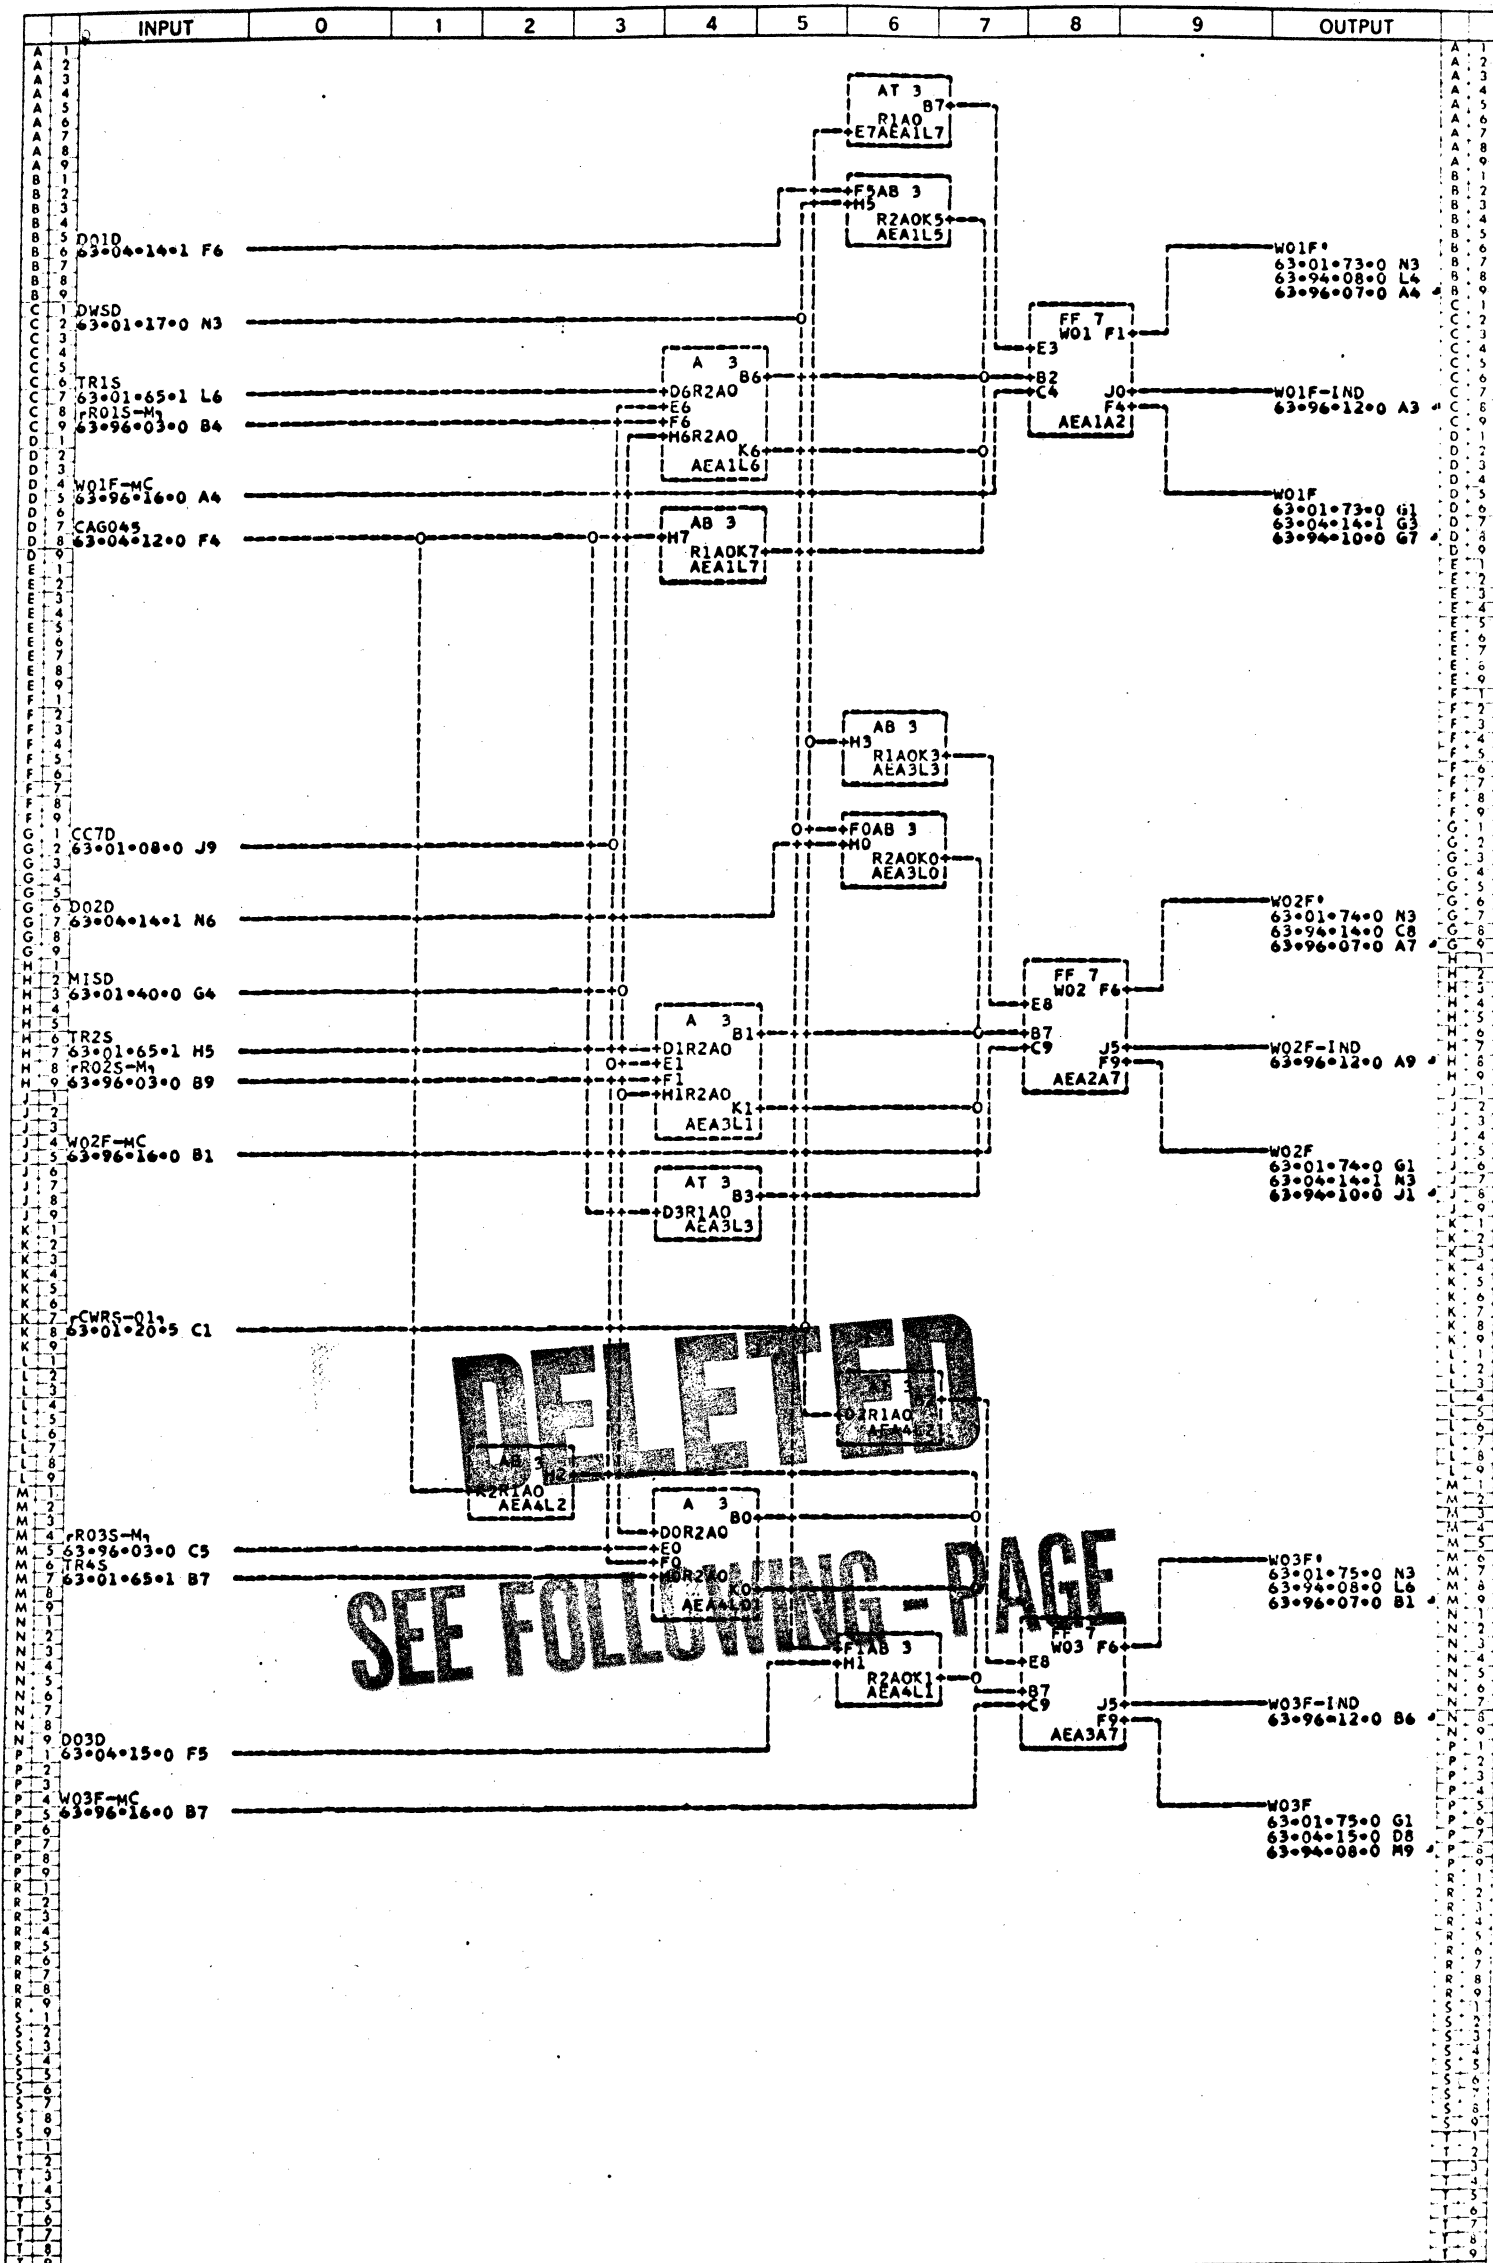 INPUT 0 1 2 3 4 5 6 7 8 9 OUTPUT
AT 3
B7
R1A0
E7AEA1L7
F5AB 3
H5
R2A0K5
AEA1L5
D01D
63•04•14•1 F6
W01F•
63•01•73•0 N3
63•94•08•0 L4
63•96•07•0 A4
DWSD
63•01•17•0 N3
FF 7
W01 F1
E3
B2
C4
J0
F4
AEA1A2
A 3
B6
D6R2A0
E6
F6
H6R2A0
K6
AEA1L6
TR1S
63•01•65•1 L6
rR01S-M┐
63•96•03•0 B4
W01F-IND
63•96•12•0 A3
W01F-MC
63•96•16•0 A4
W01F
63•01•73•0 G1
63•04•14•1 G3
63•94•10•0 G7
CAG045
63•04•12•0 F4
AB 3
H7
R1A0K7
AEA1L7
AB 3
H3
R1A0K3
AEA3L3
F0AB 3
H0
R2A0K0
AEA3L0
CC7D
63•01•08•0 J9
D02D
63•04•14•1 N6
W02F•
63•01•74•0 N3
63•94•14•0 C8
63•96•07•0 A7
MISD
63•01•40•0 G4
FF 7
W02 F6
E8
B7
C9
J5
F9
AEA2A7
A 3
B1
D1R2A0
E1
F1
H1R2A0
K1
AEA3L1
TR2S
63•01•65•1 H5
rR02S-M┐
63•96•03•0 B9
W02F-IND
63•96•12•0 A9
W02F-MC
63•96•16•0 B1
W02F
63•01•74•0 G1
63•04•14•1 N3
63•94•10•0 J1
AT 3
B3
D3R1A0
AEA3L3
rCWRS-01┐
63•01•20•5 C1
DELETED
D2R1A0
AEA4L2
AB 3
H2
K2R1A0
AEA4L2
A 3
B0
D0R2A0
E0
F0
H0R2A0
K0
AEA4L0
rR03S-M┐
63•96•03•0 C5
TR4S
63•01•65•1 B7
SEE FOLLOWING - PAGE
W03F•
63•01•75•0 N3
63•94•08•0 L6
63•96•07•0 B1
FF 7
W03 F6
E8
B7
C9
J5
F9
AEA3A7
F1AB 3
H1
R2A0K1
AEA4L1
W03F-IND
63•96•12•0 B6
D03D
63•04•15•0 F5
W03F-MC
63•96•16•0 B7
W03F
63•01•75•0 G1
63•04•15•0 D8
63•94•08•0 M9